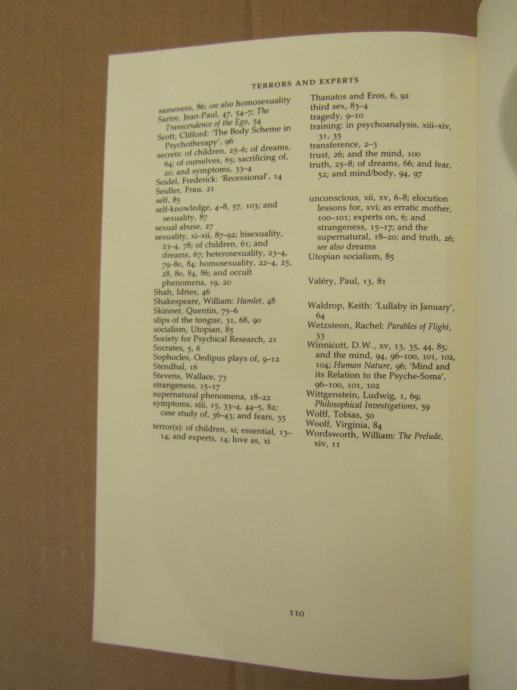 TERRORS AND EXPERTS
sameness, 86; see also homosexuality
Sartre, Jean-Paul, 47, 54–7; The
Transcendence of the Ego, 54
Scott, Clifford: 'The Body Scheme in
Psychotherapy', 96
secrets: of children, 25–6; of dreams,
64; of ourselves, 65; sacrificing of,
20; and symptoms, 33–4
Seidel, Frederick: 'Recessional', 14
Seidler, Frau, 21
self, 85
self-knowledge, 4–8, 57, 103; and
sexuality, 87
sexual abuse, 27
sexuality, xi–xii, 87–92; bisexuality,
23–4, 78; of children, 61; and
dreams, 67; heterosexuality, 23–4,
79–80, 84; homosexuality, 22–4, 25,
28, 80, 84, 86; and occult
phenomena, 19, 20
Shah, Idries, 46
Shakespeare, William: Hamlet, 48
Skinner, Quentin, 75–6
slips of the tongue, 31, 68, 90
socialism, Utopian, 85
Society for Psychical Research, 21
Socrates, 5, 6
Sophocles, Oedipus plays of, 9–12
Stendhal, 16
Stevens, Wallace, 73
strangeness, 15–17
supernatural phenomena, 18–22
symptoms, xiii, 15, 33–4, 44–5, 82;
case study of, 36–43; and fears, 55
terror(s): of children, xi; essential, 13–
14; and experts, 14; love as, xi
Thanatos and Eros, 6, 92
third sex, 83–4
tragedy, 9–10
training: in psychoanalysis, xiii–xiv,
31, 35
transference, 2–3
trust, 26; and the mind, 100
truth, 25–8; of dreams, 66; and fear,
52; and mind/body, 94, 97
unconscious, xii, xv, 6–8; elocution
lessons for, xvi; as erratic mother,
100–101; experts on, 6; and
strangeness, 15–17; and the
supernatural, 18–20; and truth, 26;
see also dreams
Utopian socialism, 85
Valéry, Paul, 13, 81
Waldrop, Keith: 'Lullaby in January',
64
Wetzsteon, Rachel: Parables of Flight,
33
Winnicott, D.W., xv, 13, 35, 44, 85;
and the mind, 94, 96–100, 101, 102,
104; Human Nature, 96; 'Mind and
its Relation to the Psyche-Soma',
96–100, 101, 102
Wittgenstein, Ludwig, 1, 69;
Philosophical Investigations, 59
Wolff, Tobias, 50
Woolf, Virginia, 84
Wordsworth, William: The Prelude,
xiv, 11
110